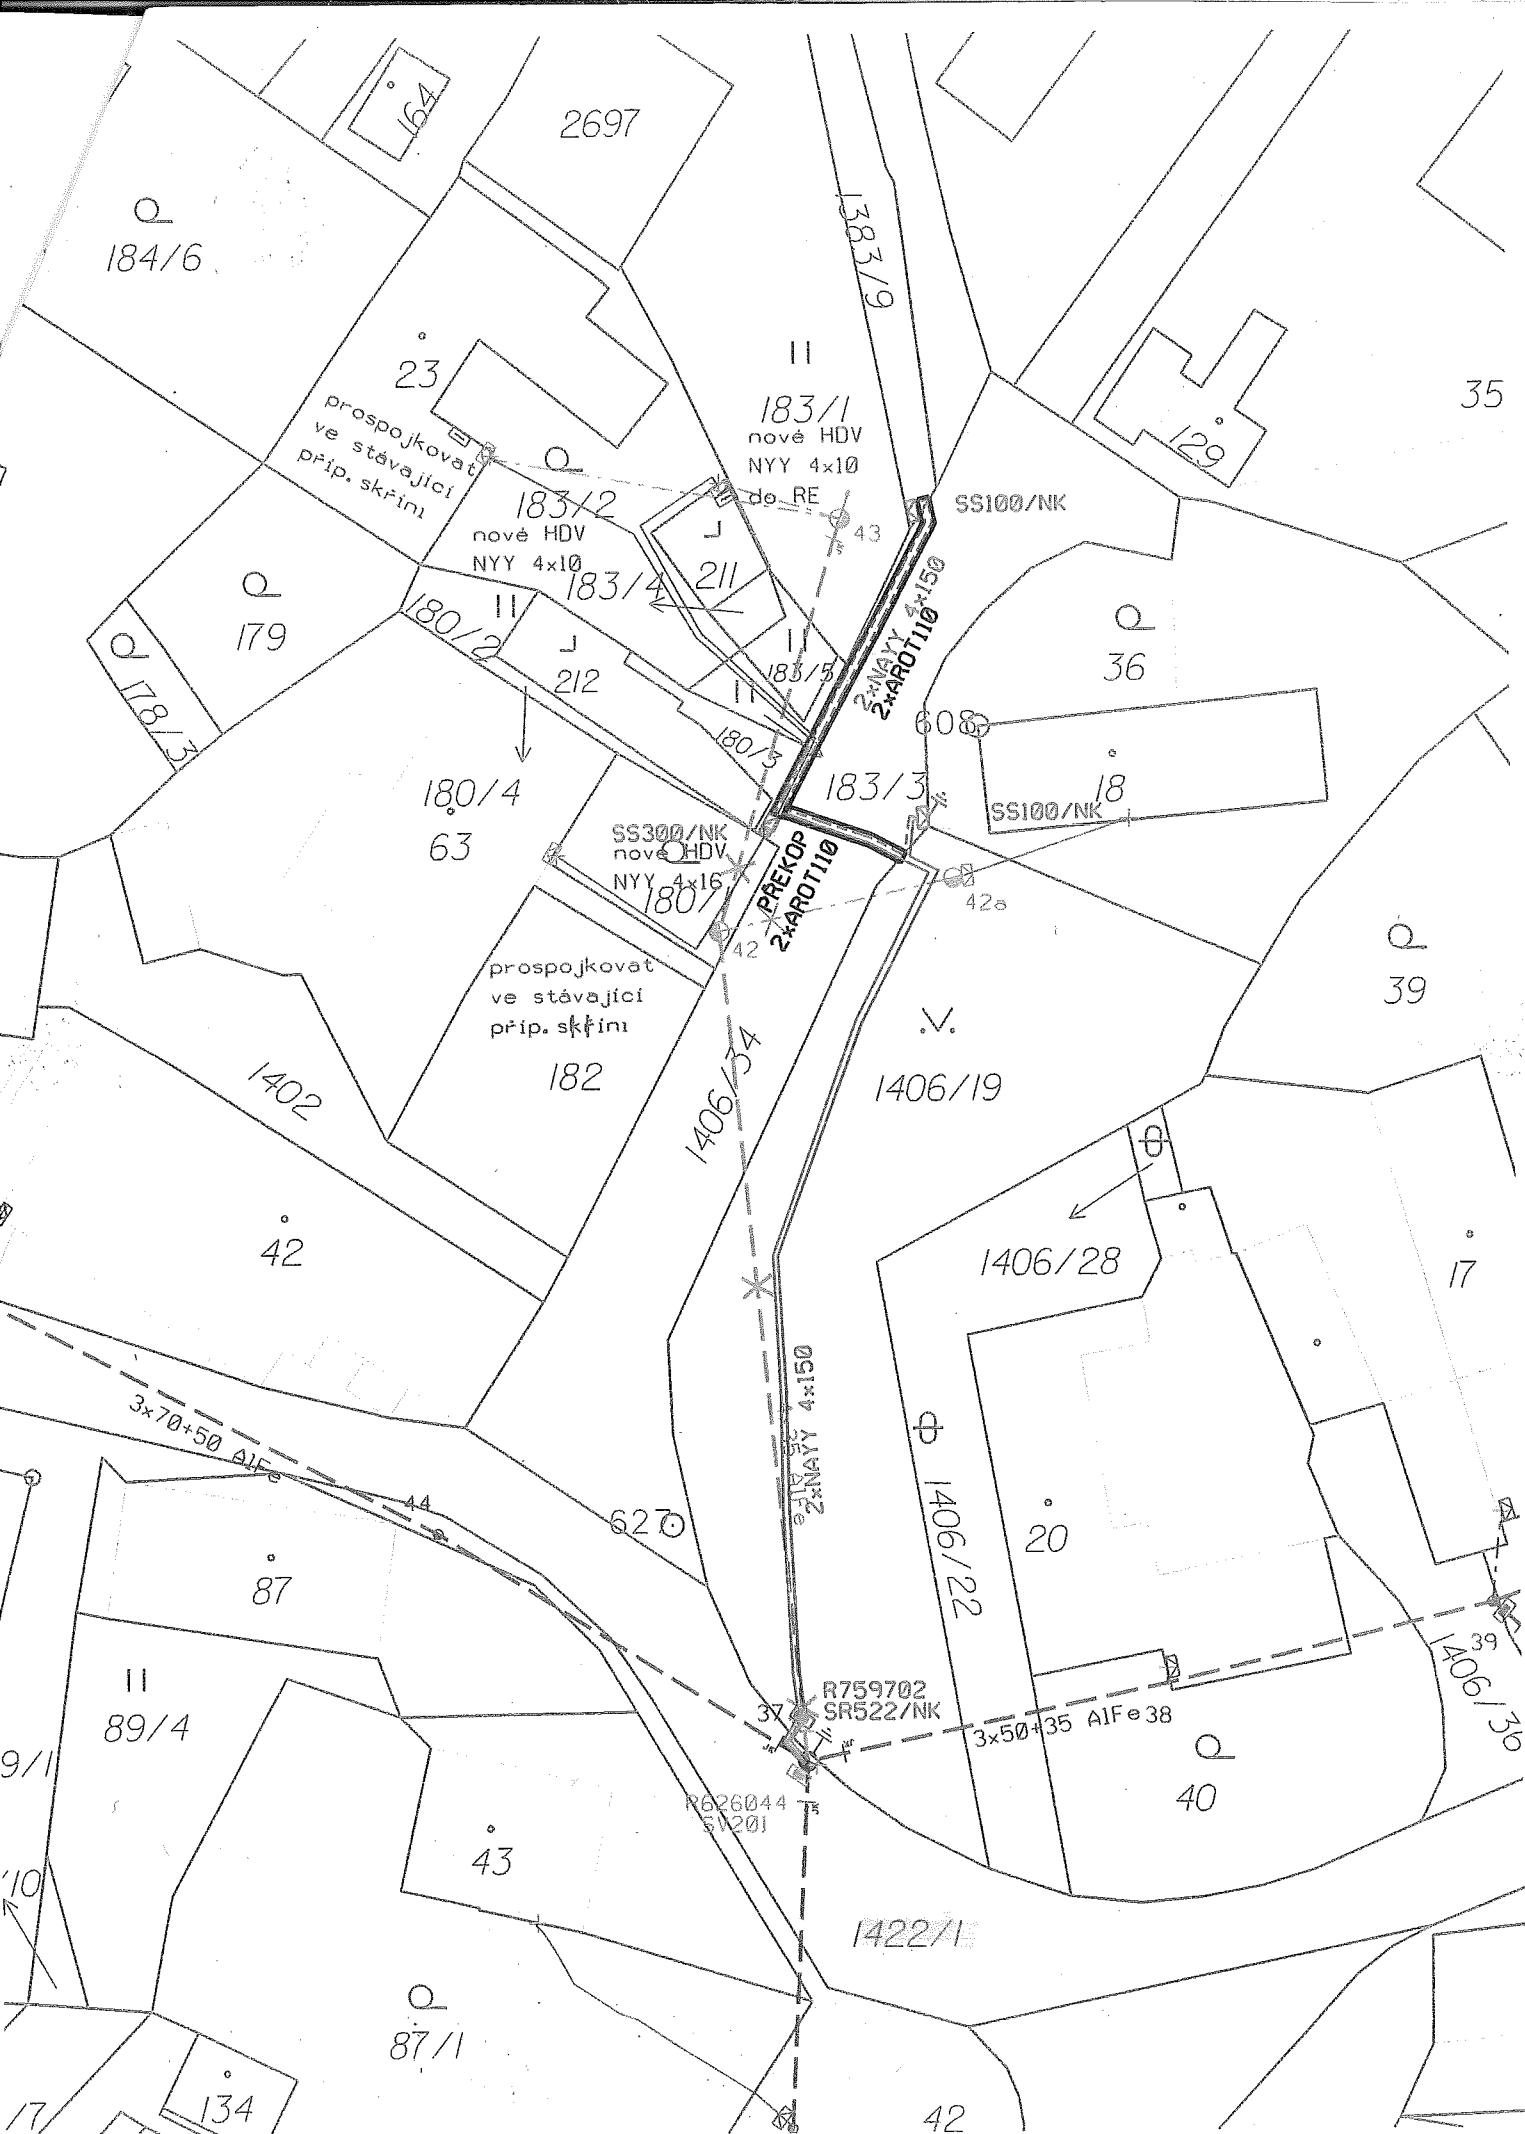 164
2697
184/6
1383/9
23
prospojkovat
ve stávající
příp. skříni
183/1
nové HDV
NYY 4x10
do RE
35
129
183/2
nové HDV
NYY 4x10
SS100/NK
43
211
183/4
180/2
179
212
183/5
2xNAYY 4x150
2xAROT110
36
178/3
608
180/3
183/3
18
SS100/NK
180/4
63
SS300/NK
nové HDV
NYY 4x16
180/1
PŘEKOP
2xAROT110
42a
42
prospojkovat
ve stávající
příp. skříni
39
182
1406/34
1402
1406/19
42
1406/28
17
2xNAYY 4x150
35 AlFe
3x70+50 AlFe
44
627
20
1406/22
87
39
1406/36
89/4
9/1
R759702
37
SR522/NK
3x50+35 AlFe
38
40
R626044
SV201
43
1422/1
87/1
134
42